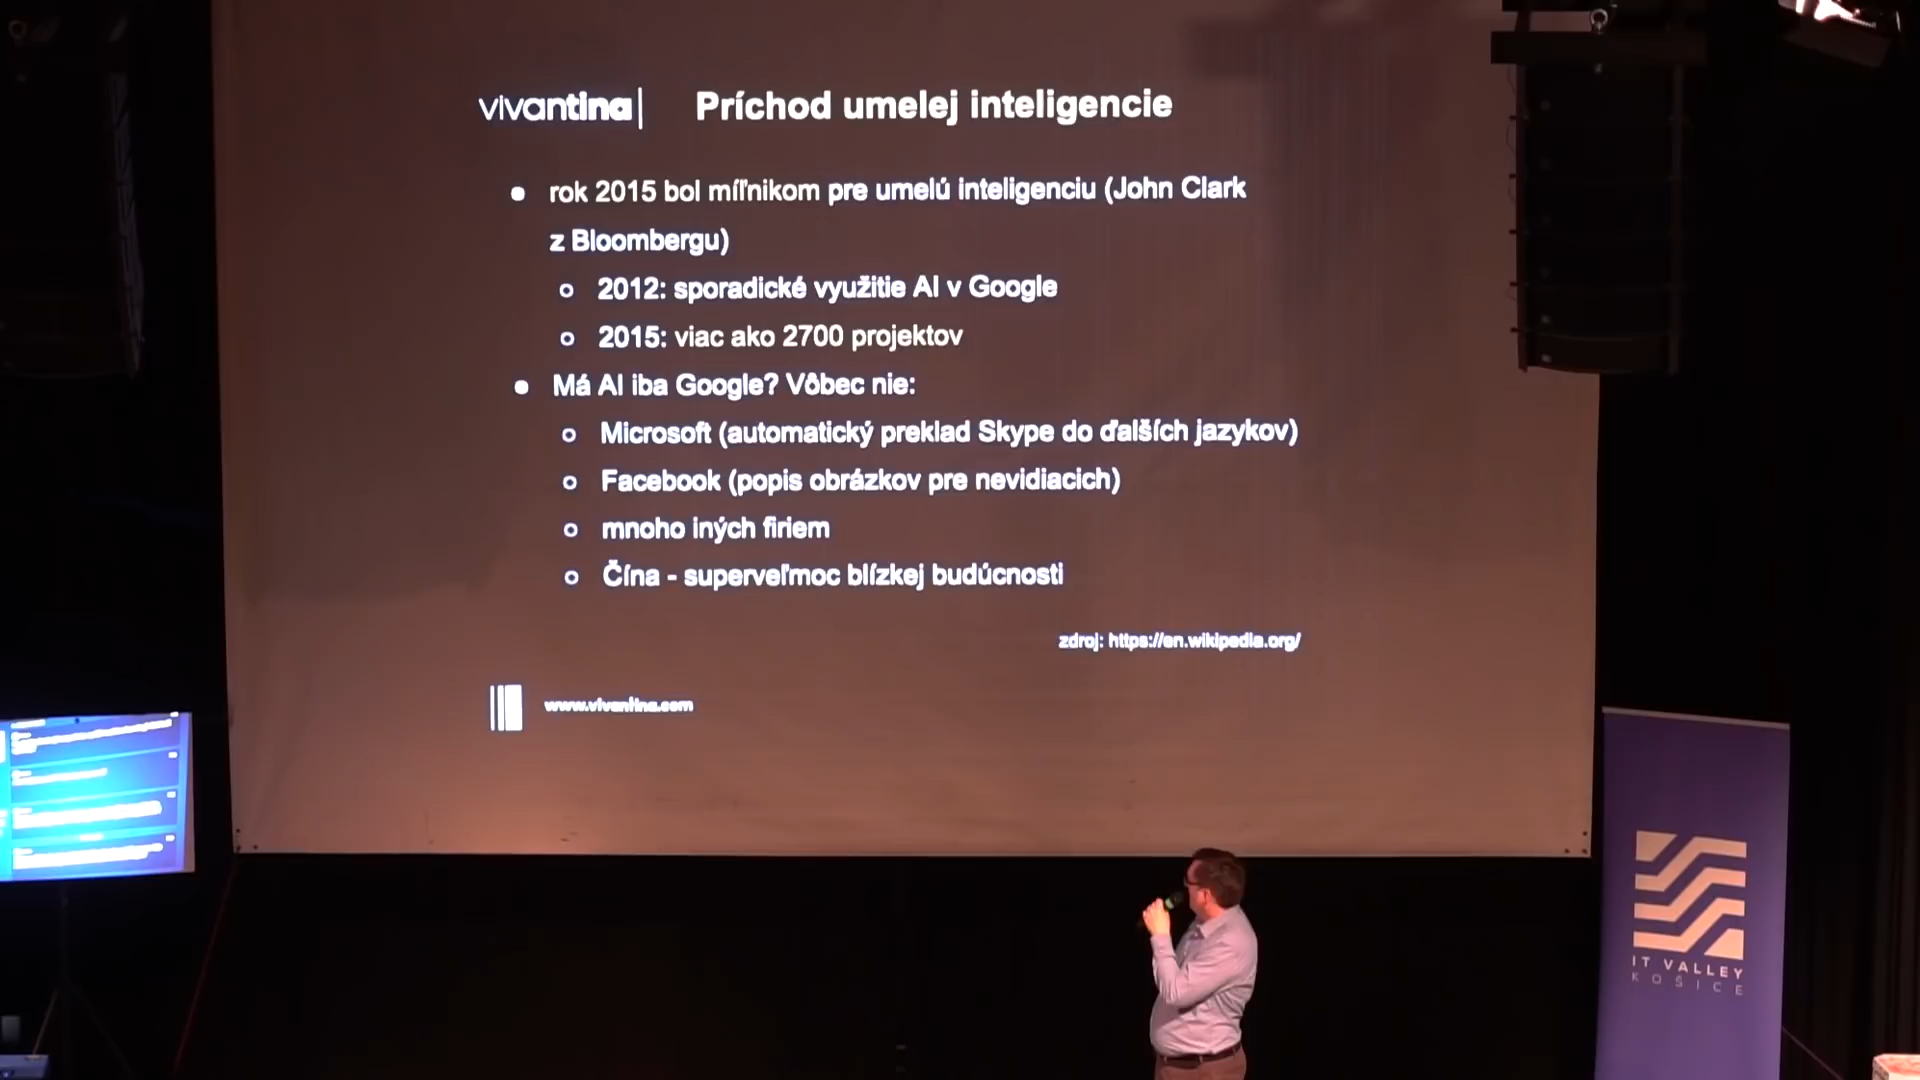 vivantina|
Príchod umelej inteligencie
rok 2015 bol míľnikom pre umelú inteligenciu (John Clark
z Bloombergu)
2012: sporadické využitie AI v Google
2015: viac ako 2700 projektov
Má AI iba Google? Vôbec nie:
Microsoft (automatický preklad Skype do ďalších jazykov)
Facebook (popis obrázkov pre nevidiacich)
mnoho iných firiem
Čína - superveľmoc blízkej budúcnosti
zdroj: https://en.wikipedia.org/
www.vivantina.com
IT VALLEY
KOŠICE